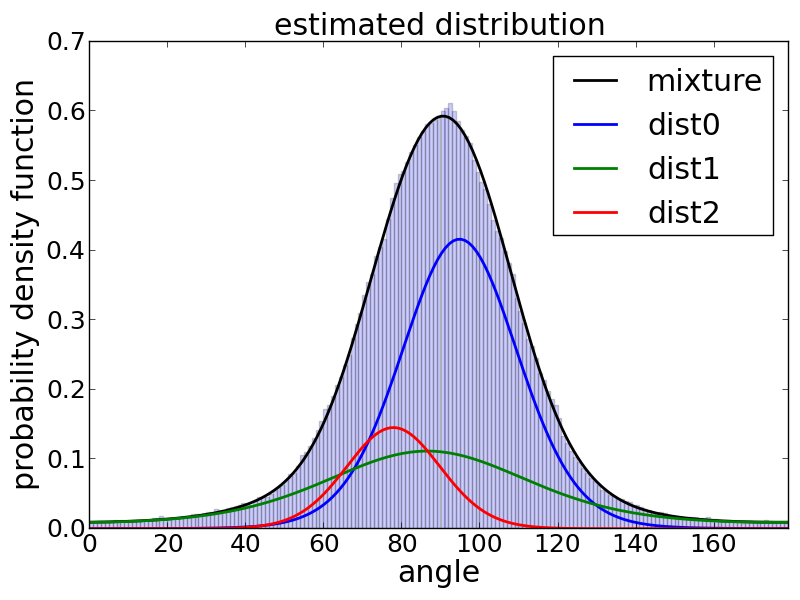 estimated distribution
probability density function
0.7
0.6
0.5
0.4
0.3
0.2
0.1
0.0
mixture
dist0
dist1
dist2
0 20 40 60 80 100 120 140 160
angle